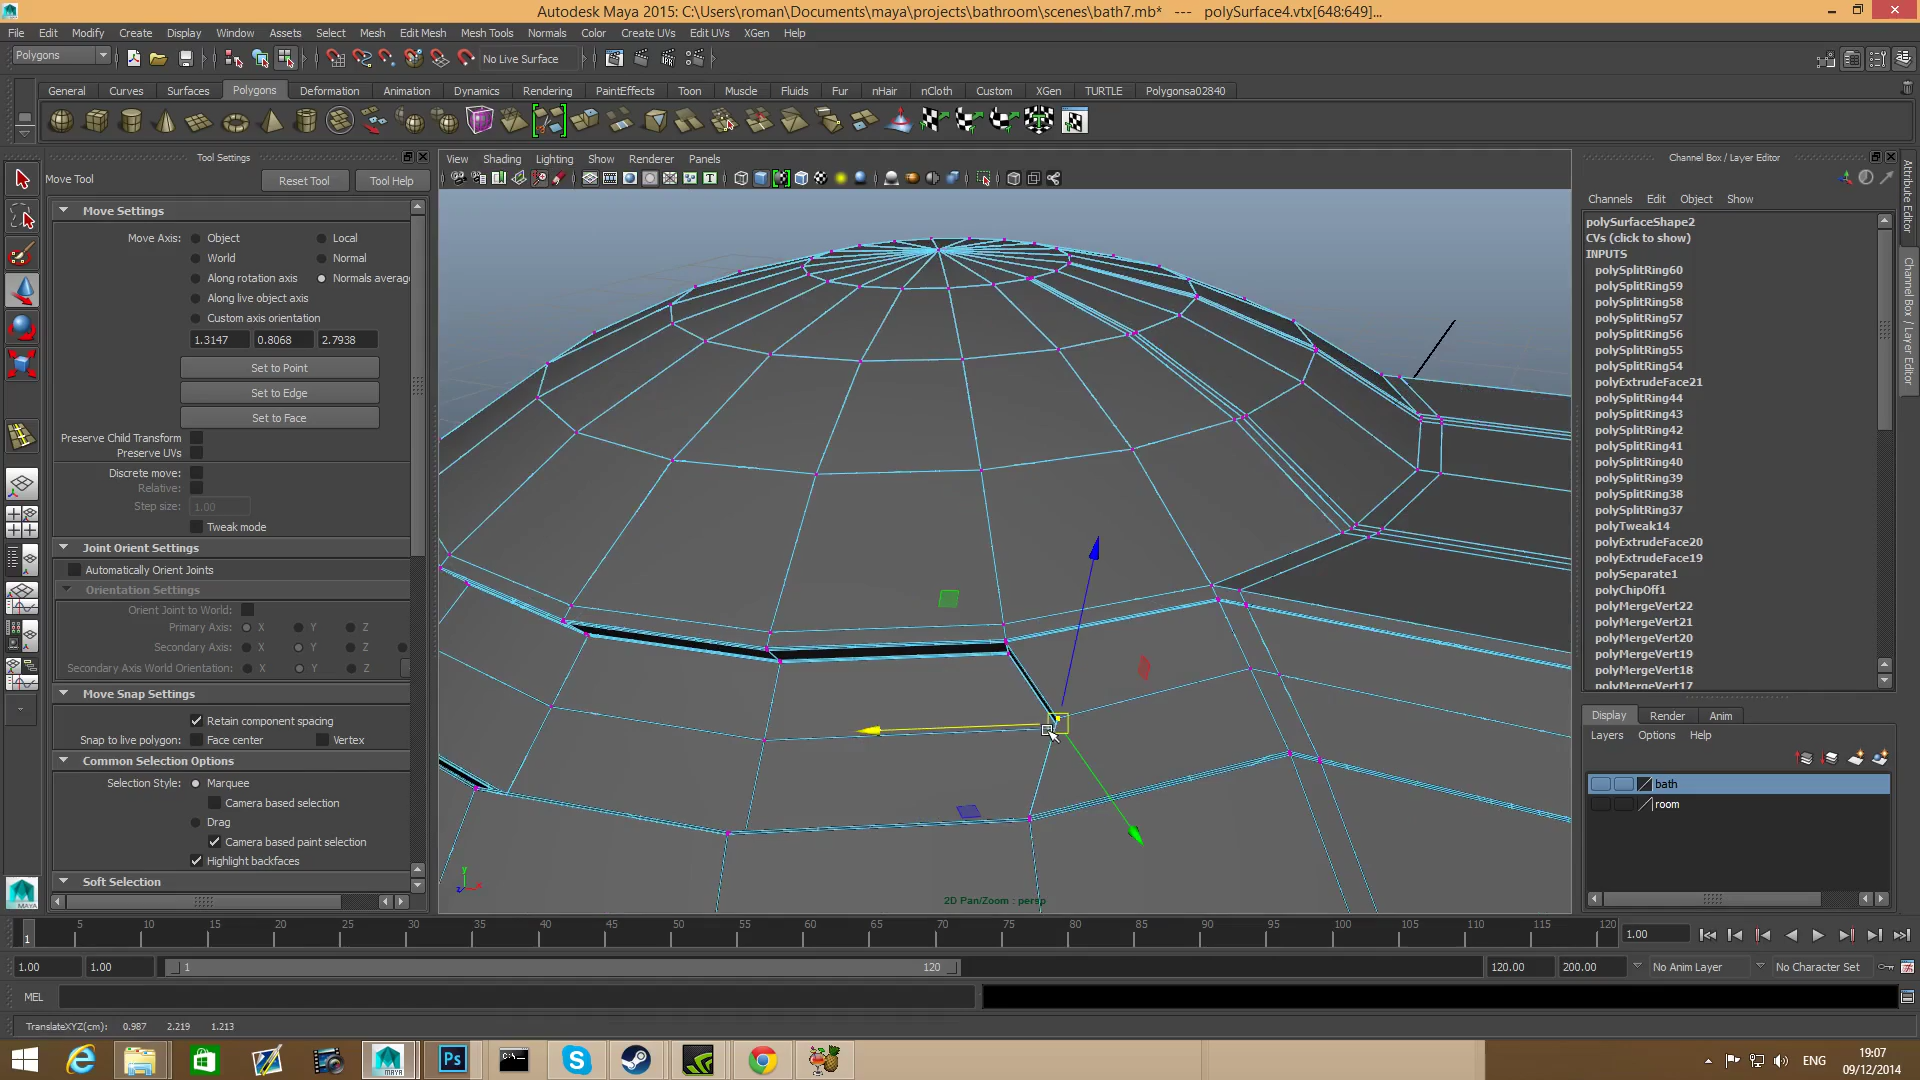 Autodesk Maya 2015: C:\Users\roman\Documents\maya\projects\bathroom\scenes\bath7.mb* --- polySurface4.vtx[648:649]...
File Edit Modify Create Display Window Assets Select Mesh Edit Mesh Mesh Tools Normals Color Create UVs Edit UVs XGen Help
Polygons No Live Surface
General Curves Surfaces Polygons Deformation Animation Dynamics Rendering PaintEffects Toon Muscle Fluids Fur nHair nCloth Custom XGen TURTLE Polygonsa02840
Tool Settings
Move Tool Reset Tool Tool Help
Move Settings
Move Axis: Object Local
World Normal
Along rotation axis Normals averag
Along live object axis
Custom axis orientation
1.3147 0.8068 2.7938
Set to Point
Set to Edge
Set to Face
Preserve Child Transform
Preserve UVs
Discrete move:
Relative:
Step size: 1.00
Tweak mode
Joint Orient Settings
Automatically Orient Joints
Orientation Settings
Orient Joint to World:
Primary Axis: X Y Z
Secondary Axis: X Y Z
Secondary Axis World Orientation: X Y Z
Move Snap Settings
Retain component spacing
Snap to live polygon: Face center Vertex
Common Selection Options
Selection Style: Marquee
Camera based selection
Drag
Camera based paint selection
Highlight backfaces
Soft Selection
View Shading Lighting Show Renderer Panels
2D Pan/Zoom : persp
y
z x
Channel Box / Layer Editor
Channels Edit Object Show
polySurfaceShape2
CVs (click to show)
INPUTS
polySplitRing60
polySplitRing59
polySplitRing58
polySplitRing57
polySplitRing56
polySplitRing55
polySplitRing54
polyExtrudeFace21
polySplitRing44
polySplitRing43
polySplitRing42
polySplitRing41
polySplitRing40
polySplitRing39
polySplitRing38
polySplitRing37
polyTweak14
polyExtrudeFace20
polyExtrudeFace19
polySeparate1
polyChipOff1
polyMergeVert22
polyMergeVert21
polyMergeVert20
polyMergeVert19
polyMergeVert18
polyMergeVert17
Display Render Anim
Layers Options Help
bath
room
Attribute Editor
Channel Box / Layer Editor
5 10 15 20 25 30 35 40 45 50 55 60 65 70 75 80 85 90 95 100 105 110 115 120
1 1.00
1.00 1.00 1 120 120.00 200.00 No Anim Layer No Character Set
MEL
TranslateXYZ(cm): 0.987 2.219 1.213
MAYA
Ps
ENG
19:07
09/12/2014